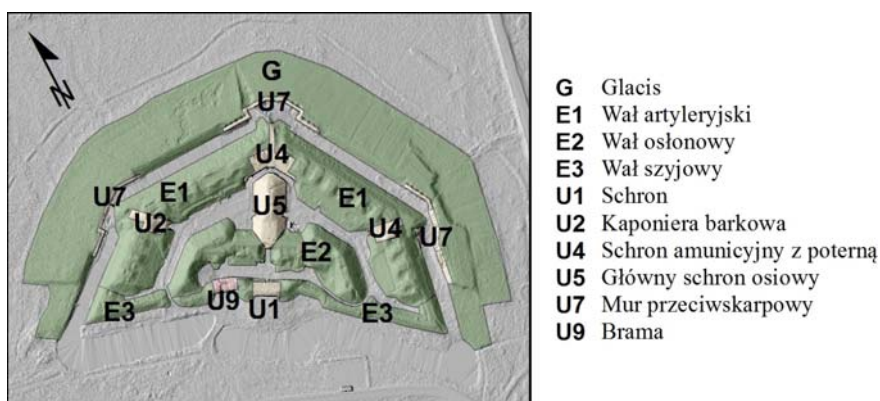 N
G
U7
U4
E1
E1
U7
U5
U2
U4
U7
E2
U9
E3
U1
E3
G Glacis
E1 Wał artyleryjski
E2 Wał osłonowy
E3 Wał szyjowy
U1 Schron
U2 Kaponiera barkowa
U4 Schron amunicyjny z poterną
U5 Główny schron osiowy
U7 Mur przeciwskarpowy
U9 Brama